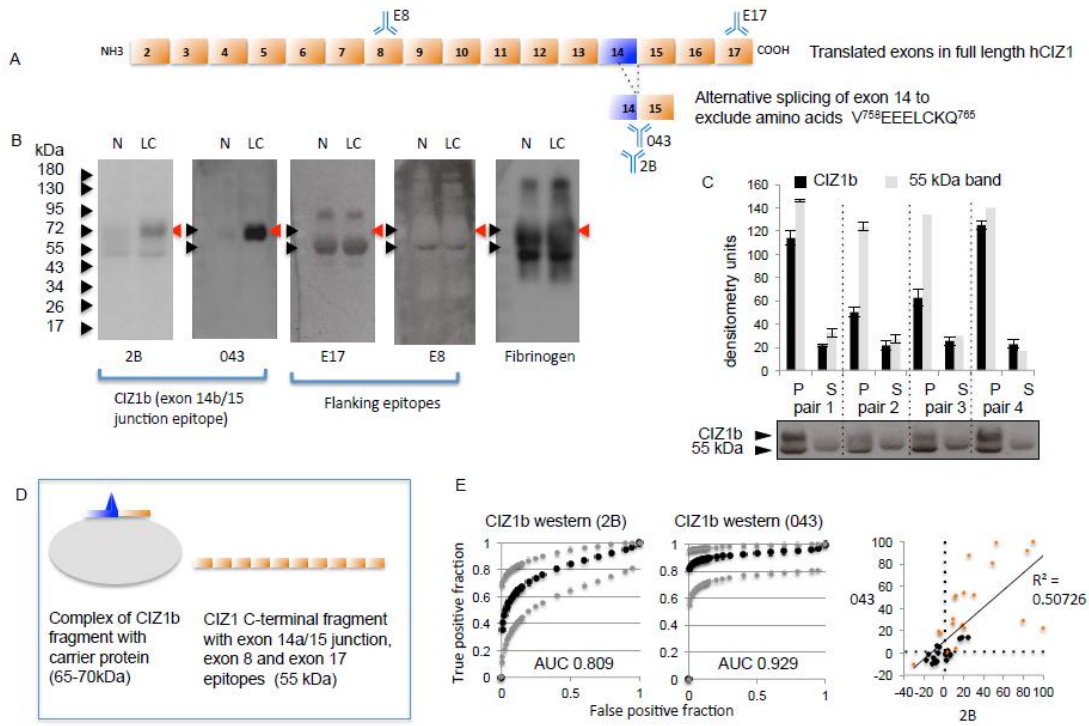 A
E8
E17
NH3
2
3
4
5
6
7
8
9
10
11
12
13
14
15
16
17
COOH
Translated exons in full length hCIZ1
14
15
Alternative splicing of exon 14 to
exclude amino acids V758EEELCKQ765
043
2B
B
kDa
180
130
95
72
55
43
34
26
17
N LC
N LC
N LC
N LC
N LC
2B
043
E17
E8
Fibrinogen
CIZ1b (exon 14b/15
junction epitope)
Flanking epitopes
C
CIZ1b
55 kDa band
densitometry units
160
140
120
100
80
60
40
20
0
P S P S P S P S
pair 1 pair 2 pair 3 pair 4
CIZ1b
55 kDa
D
Complex of CIZ1b
fragment with
carrier protein
(65-70kDa)
CIZ1 C-terminal fragment
with exon 14a/15 junction,
exon 8 and exon 17
epitopes (55 kDa)
E
CIZ1b western (2B)
True positive fraction
1
0.8
0.6
0.4
0.2
0
AUC 0.809
0
0.5
1
CIZ1b western (043)
1
0.8
0.6
0.4
0.2
0.0
AUC 0.929
0
0.5
1
False positive fraction
043
100
80
60
40
20
0
-20
R² =
0.50726
-40 -20 0 20 40 60 80 100
2B